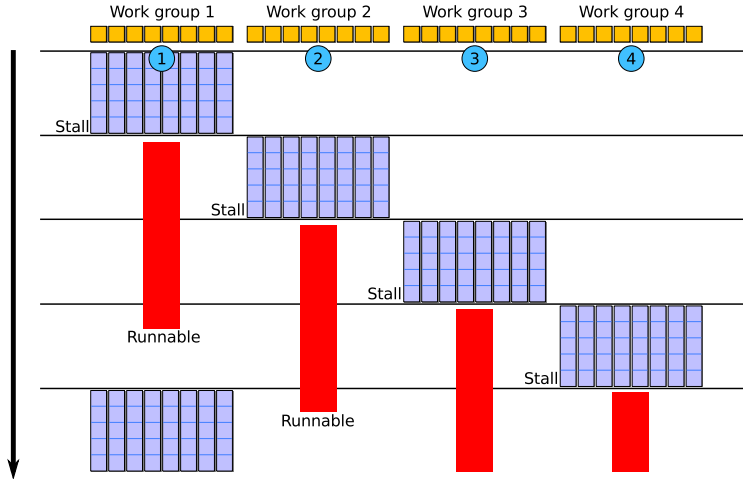 Work group 1
Work group 2
Work group 3
Work group 4
1
2
3
4
Stall
Stall
Stall
Runnable
Stall
Runnable